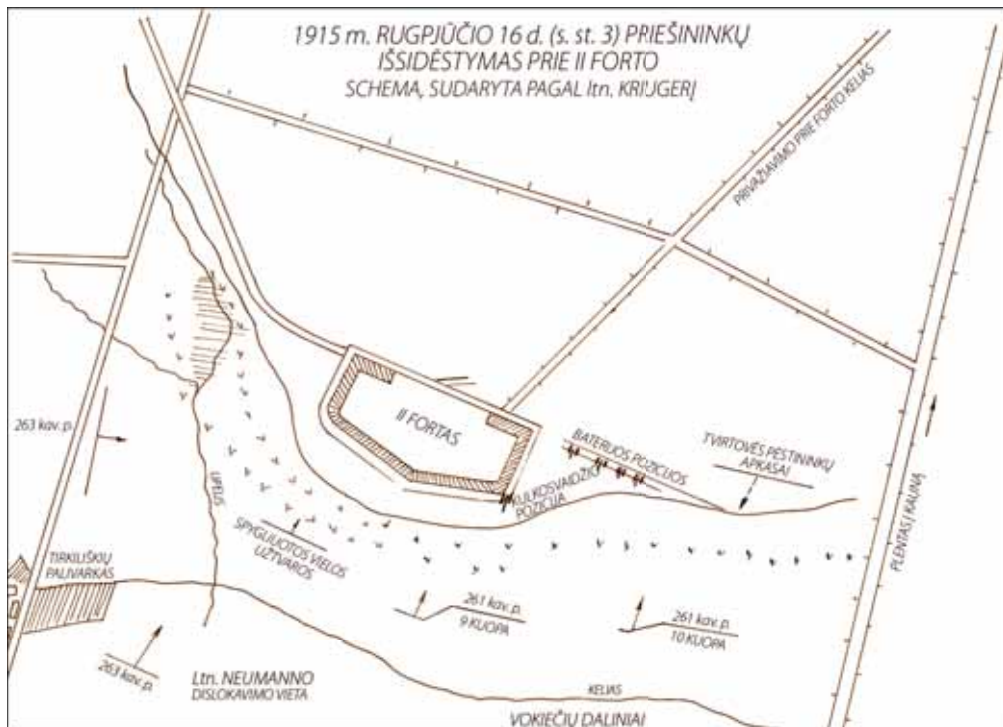 1915 m. RUGPJŪČIO 16 d. (s. st. 3) PRIEŠININKŲ
IŠSIDĖSTYMAS PRIE II FORTO
SCHEMA, SUDARYTA PAGAL ltn. KRIUGERĮ
PRIVAŽIAVIMO PRIE FORTO KELIAS
II FORTAS
BATERIJOS POZICIJOS
TVIRTOVĖS PĖSTININKŲ
APKASAI
KULKOSVAIDŽIO
POZICIJA
PLENTAS Į KAUNĄ
263 kav. p.
UPELIS
SPYGLIUOTOS VIELOS
UŽTVAROS
TIRKILIŠKIŲ
PALIVARKAS
261 kav. p.
9 KUOPA
261 kav. p.
10 KUOPA
263 kav. p.
Ltn. NEUMANNO
DISLOKAVIMO VIETA
KELIAS
VOKIEČIŲ DALINIAI